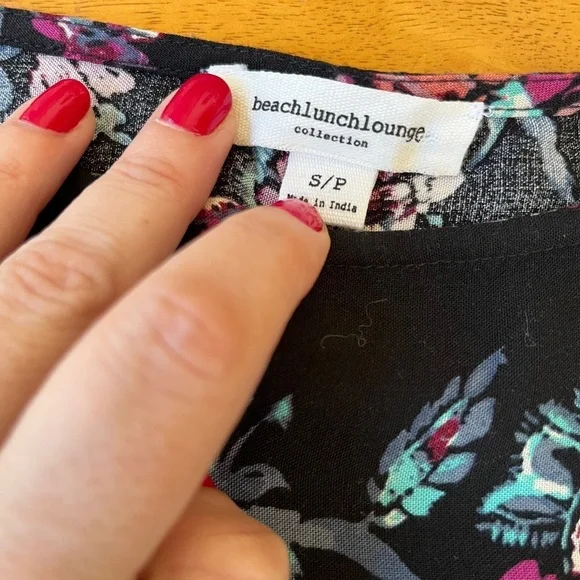 beachlunchlounge
collection
S/P
Made in India